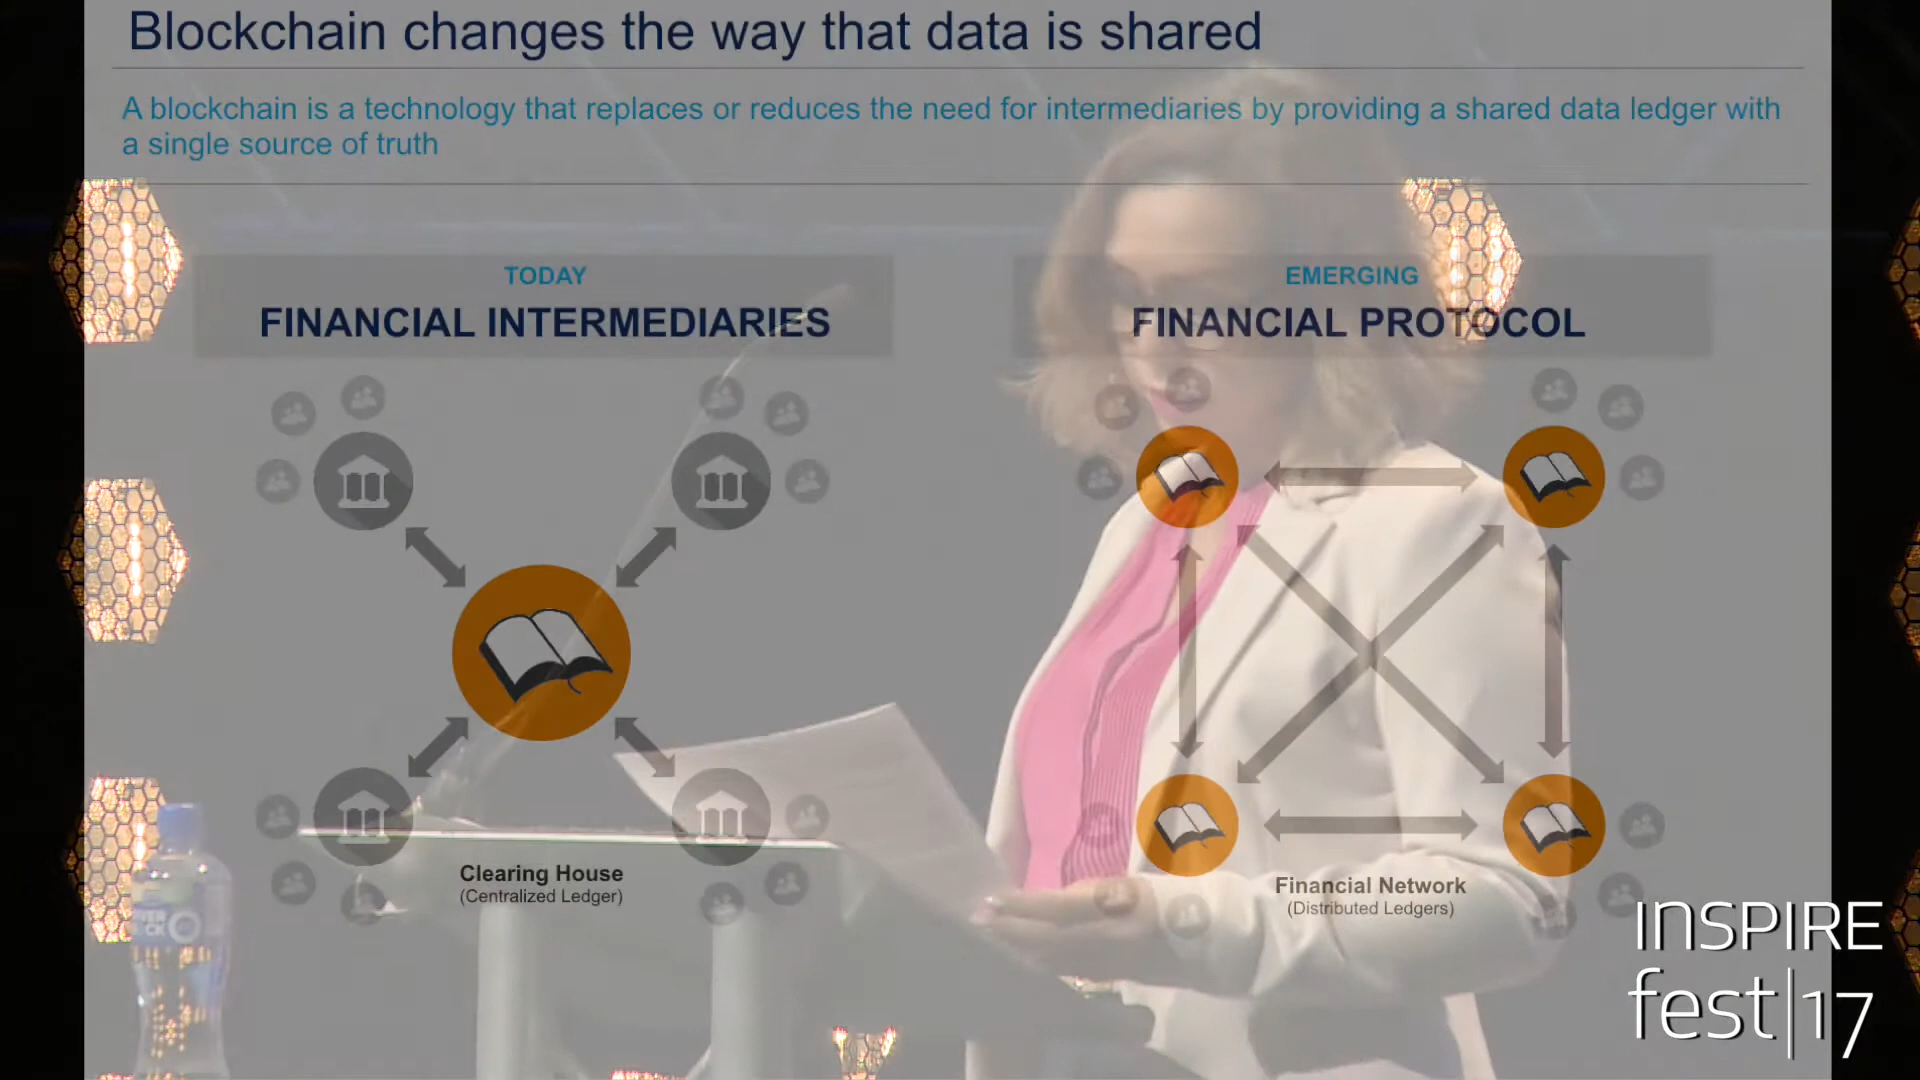 Blockchain changes the way that data is shared
A blockchain is a technology that replaces or reduces the need for intermediaries by providing a shared data ledger with
a single source of truth
TODAY
FINANCIAL INTERMEDIARIES
EMERGING
FINANCIAL PROTOCOL
Clearing House
(Centralized Ledger)
Financial Network
(Distributed Ledgers)
INSPIRE
fest|17